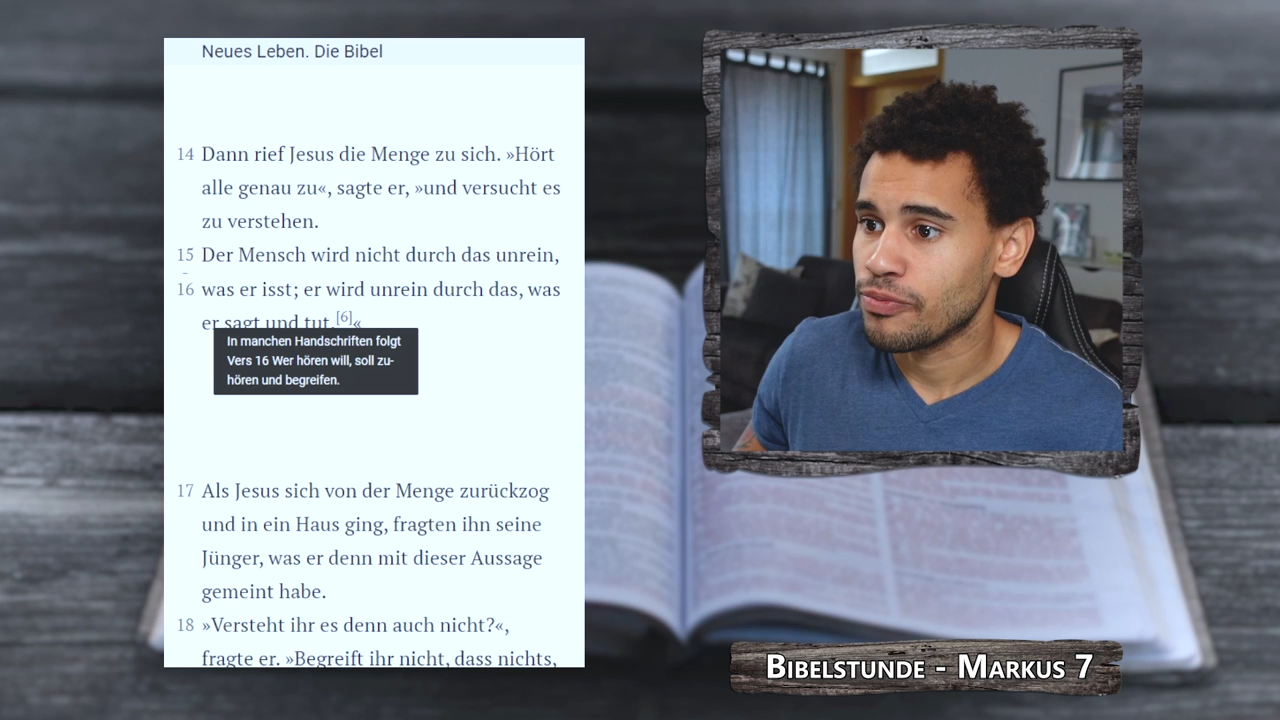 Neues Leben. Die Bibel
14 Dann rief Jesus die Menge zu sich. »Hört
alle genau zu«, sagte er, »und versucht es
zu verstehen.
15 Der Mensch wird nicht durch das unrein,
-
16 was er isst; er wird unrein durch das, was
er sagt und tut.[6]«
In manchen Handschriften folgt
Vers 16 Wer hören will, soll zu-
hören und begreifen.
17 Als Jesus sich von der Menge zurückzog
und in ein Haus ging, fragten ihn seine
Jünger, was er denn mit dieser Aussage
gemeint habe.
18 »Versteht ihr es denn auch nicht?«,
fragte er. »Begreift ihr nicht, dass nichts,
Bibelstunde - Markus 7